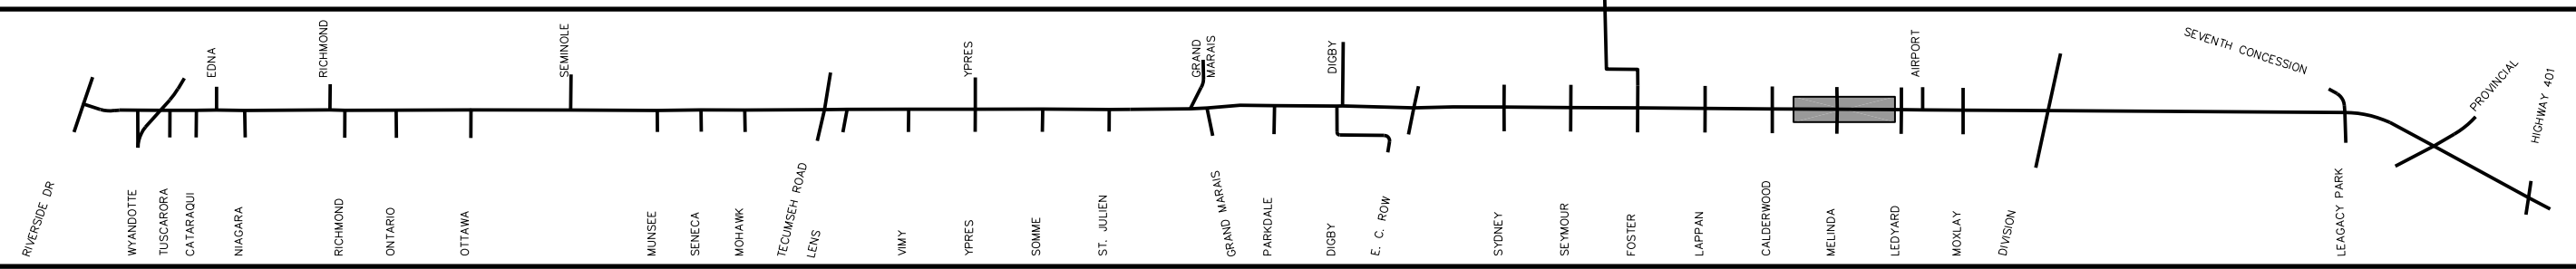 EDNA
RICHMOND
SEMINOLE
YPRES
GRAND
MARAIS
DIGBY
AIRPORT
SEVENTH CONCESSION
PROVINCIAL
HIGHWAY 401
RIVERSIDE DR
WYANDOTTE
TUSCARORA
CATARAQUI
NIAGARA
RICHMOND
ONTARIO
OTTAWA
MUNSEE
SENECA
MOHAWK
TECUMSEH ROAD
LENS
VIMY
YPRES
SOMME
ST. JULIEN
GRAND MARAIS
PARKDALE
DIGBY
E. C. ROW
SYDNEY
SEYMOUR
FOSTER
LAPPAN
CALDERWOOD
MELINDA
LEDYARD
MOXLAY
DIVISION
LEAGACY PARK